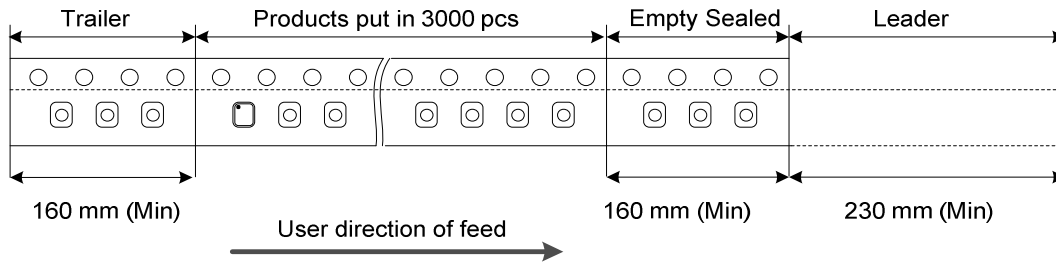 Trailer
Products put in 3000 pcs
Empty Sealed
Leader
160 mm (Min)
160 mm (Min)
230 mm (Min)
User direction of feed